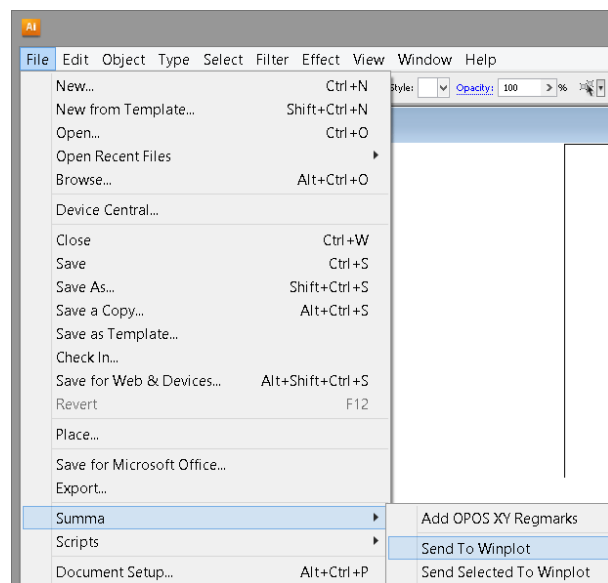 Ai
File Edit Object Type Select Filter Effect View Window Help
Style: Opacity: 100 > %
New... Ctrl+N
New from Template... Shift+Ctrl+N
Open... Ctrl+O
Open Recent Files
Browse... Alt+Ctrl+O
Device Central...
Close Ctrl+W
Save Ctrl+S
Save As... Shift+Ctrl+S
Save a Copy... Alt+Ctrl+S
Save as Template...
Check In...
Save for Web & Devices... Alt+Shift+Ctrl+S
Revert F12
Place...
Save for Microsoft Office...
Export...
Summa Add OPOS XY Regmarks
Scripts Send To Winplot
Document Setup... Alt+Ctrl+P Send Selected To Winplot